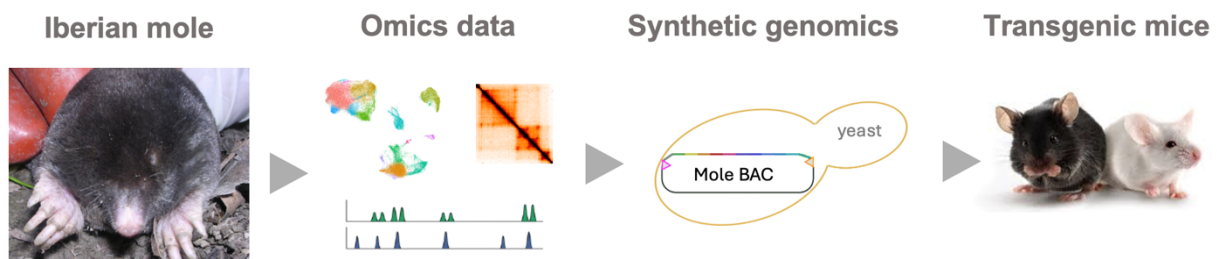 Iberian mole
Omics data
Synthetic genomics
Transgenic mice
yeast
Mole BAC